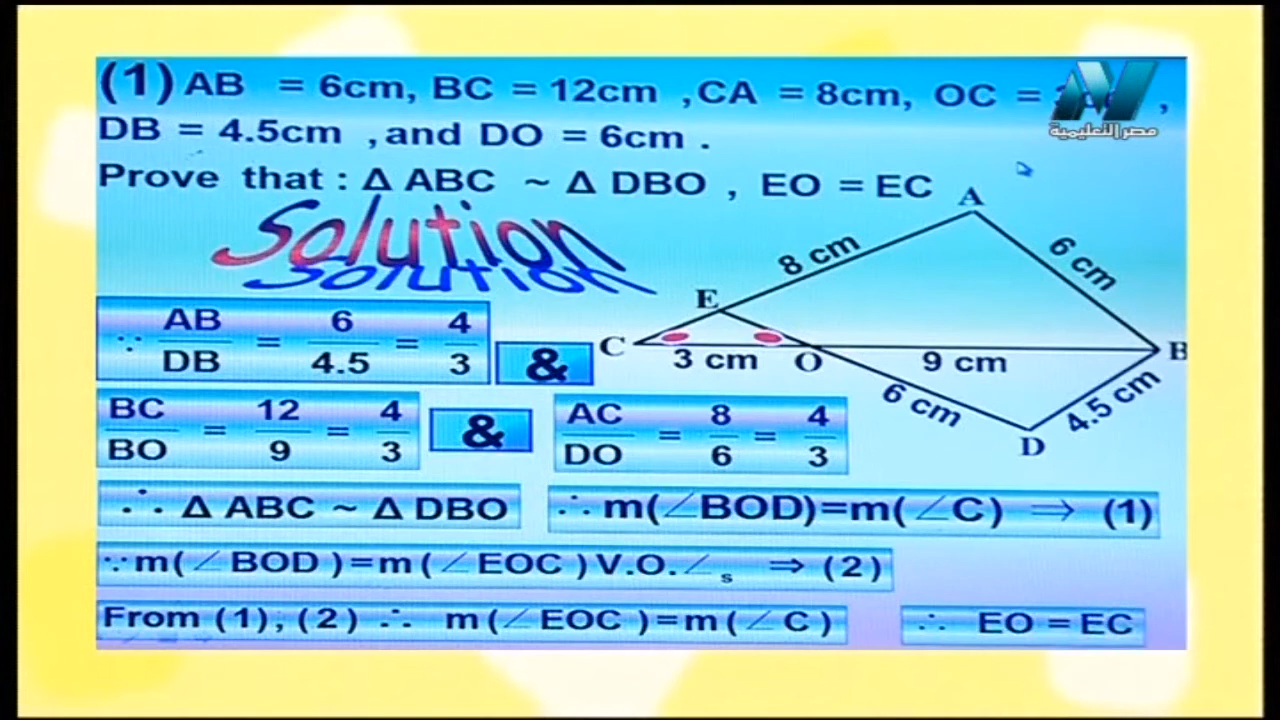 (1) AB = 6cm, BC = 12cm , CA = 8cm, OC = ,
DB = 4.5cm , and DO = 6cm .
Prove that : Δ ABC ~ Δ DBO , EO = EC
مصر التعليمية
Solution
A
8 cm
6 cm
E
C
3 cm
O
9 cm
B
6 cm
4.5 cm
D
∵ AB/DB = 6/4.5 = 4/3 &
BC/BO = 12/9 = 4/3 & AC/DO = 8/6 = 4/3
∴ Δ ABC ~ Δ DBO ∴ m(∠BOD)=m(∠C) ⇒ (1)
∵ m(∠BOD)=m(∠EOC) V.O.∠s ⇒ (2)
From (1), (2) ∴ m(∠EOC)=m(∠C) ∴ EO = EC